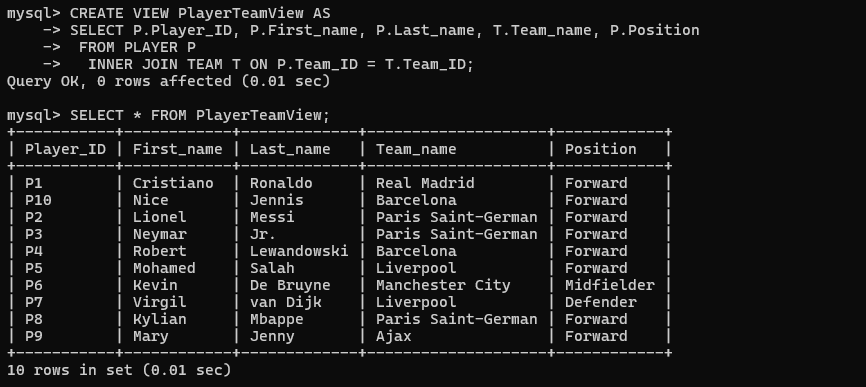 mysql> CREATE VIEW PlayerTeamView AS
    -> SELECT P.Player_ID, P.First_name, P.Last_name, T.Team_name, P.Position
    ->  FROM PLAYER P
    ->   INNER JOIN TEAM T ON P.Team_ID = T.Team_ID;
Query OK, 0 rows affected (0.01 sec)

mysql> SELECT * FROM PlayerTeamView;
+-----------+------------+-------------+--------------------+------------+
| Player_ID | First_name | Last_name   | Team_name          | Position   |
+-----------+------------+-------------+--------------------+------------+
| P1        | Cristiano  | Ronaldo     | Real Madrid        | Forward    |
| P10       | Nice       | Jennis      | Barcelona          | Forward    |
| P2        | Lionel     | Messi       | Paris Saint-German | Forward    |
| P3        | Neymar     | Jr.         | Paris Saint-German | Forward    |
| P4        | Robert     | Lewandowski | Barcelona          | Forward    |
| P5        | Mohamed    | Salah       | Liverpool          | Forward    |
| P6        | Kevin      | De Bruyne   | Manchester City    | Midfielder |
| P7        | Virgil     | van Dijk    | Liverpool          | Defender   |
| P8        | Kylian     | Mbappe      | Paris Saint-German | Forward    |
| P9        | Mary       | Jenny       | Ajax               | Forward    |
+-----------+------------+-------------+--------------------+------------+
10 rows in set (0.01 sec)